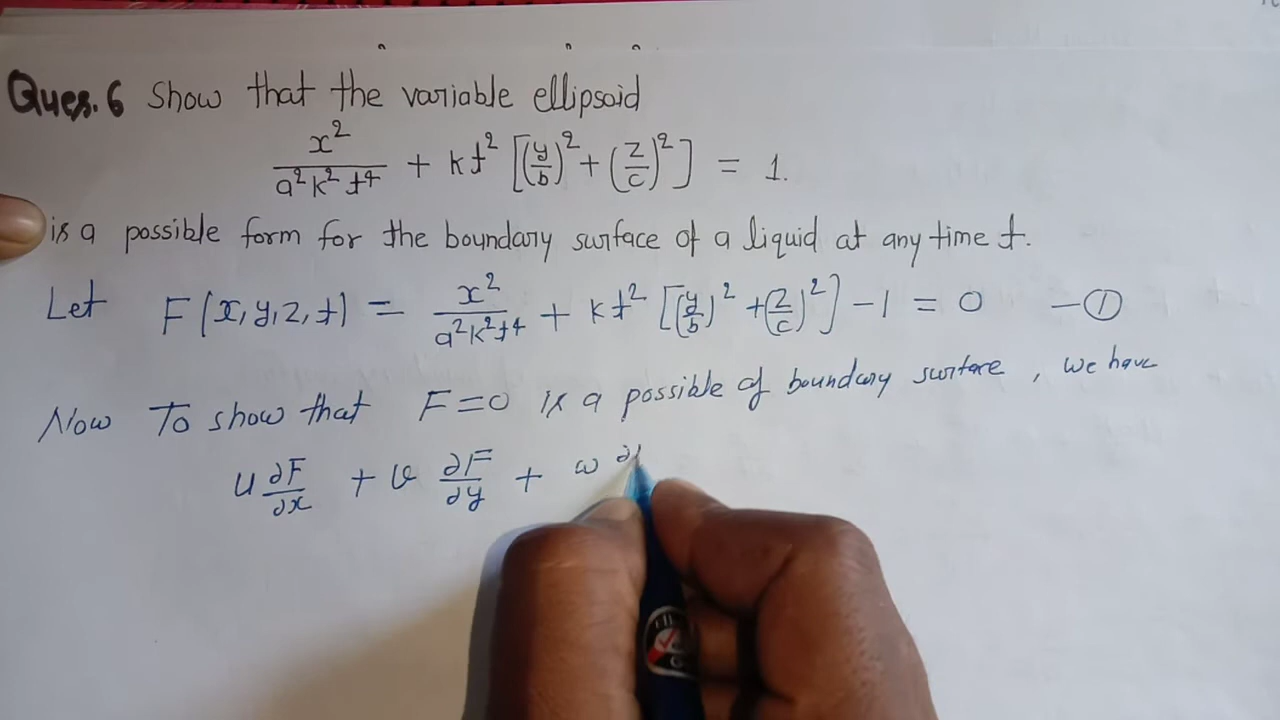 Ques.6 Show that the variable ellipsoid
x²/a²k²t⁴ + kt² [(y/b)² + (z/c)²] = 1.
is a possible form for the boundary surface of a liquid at any time t.
Let F(x,y,z,t) = x²/a²k²t⁴ + kt² [(y/b)² + (z/c)²] - 1 = 0 - ①
Now To show that F=0 is a possible of boundary surface, we have
u ∂F/∂x + v ∂F/∂y + w ∂